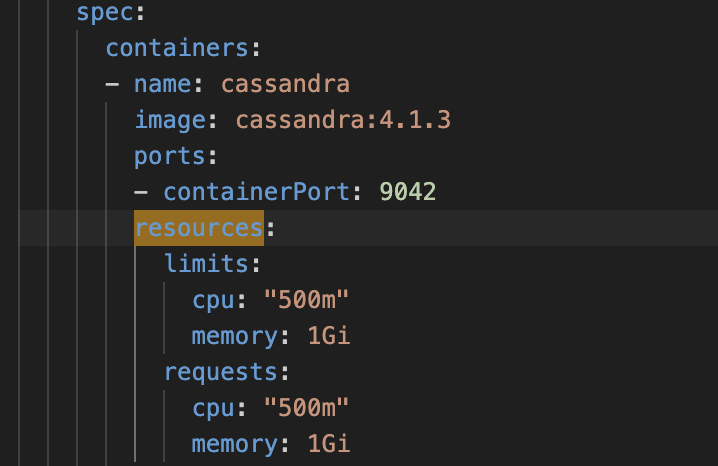 spec:
containers:
- name: cassandra
image: cassandra:4.1.3
ports:
- containerPort: 9042
resources:
limits:
cpu: "500m"
memory: 1Gi
requests:
cpu: "500m"
memory: 1Gi